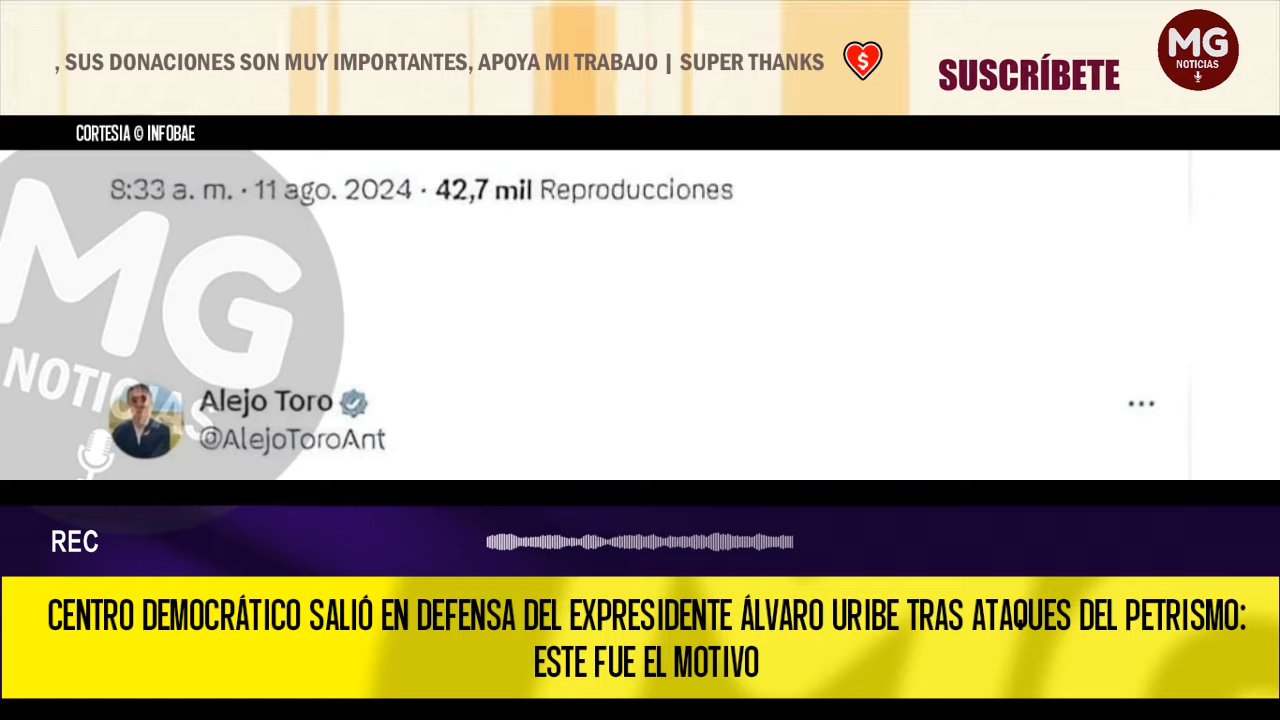 , SUS DONACIONES SON MUY IMPORTANTES, APOYA MI TRABAJO | SUPER THANKS
$
SUSCRÍBETE
MG
NOTICIAS
CORTESIA © INFOBAE
8:33 a. m. · 11 ago. 2024 · 42,7 mil Reproducciones
MG
NOTICIAS
Alejo Toro
@AlejoToroAnt
REC
CENTRO DEMOCRÁTICO SALIÓ EN DEFENSA DEL EXPRESIDENTE ÁLVARO URIBE TRAS ATAQUES DEL PETRISMO:
ESTE FUE EL MOTIVO